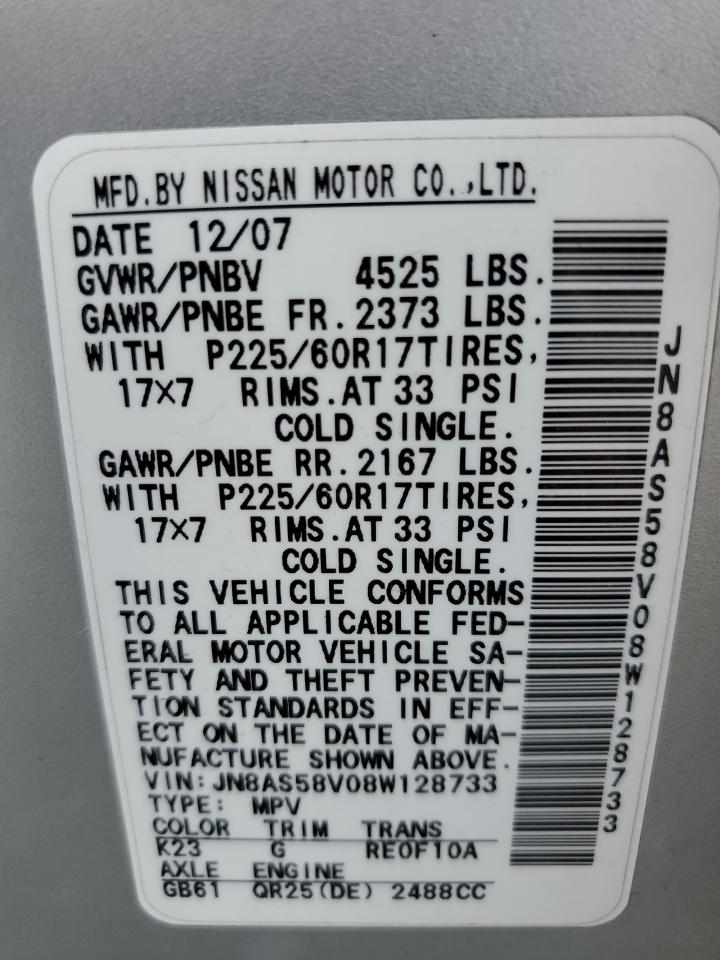 MFD.BY NISSAN MOTOR CO.,LTD.
DATE 12/07
GVWR/PNBV 4525 LBS.
GAWR/PNBE FR.2373 LBS.
WITH P225/60R17TIRES,
17×7 RIMS.AT 33 PSI
COLD SINGLE.
GAWR/PNBE RR.2167 LBS.
WITH P225/60R17TIRES,
17×7 RIMS.AT 33 PSI
COLD SINGLE.
THIS VEHICLE CONFORMS
TO ALL APPLICABLE FED-
ERAL MOTOR VEHICLE SA-
FETY AND THEFT PREVEN-
TION STANDARDS IN EFF-
ECT ON THE DATE OF MA-
NUFACTURE SHOWN ABOVE.
VIN:JN8AS58V08W128733
TYPE: MPV
COLOR TRIM TRANS
K23 G RE0F10A
AXLE ENGINE
GB61 QR25(DE) 2488CC
JN8AS58V08W128733